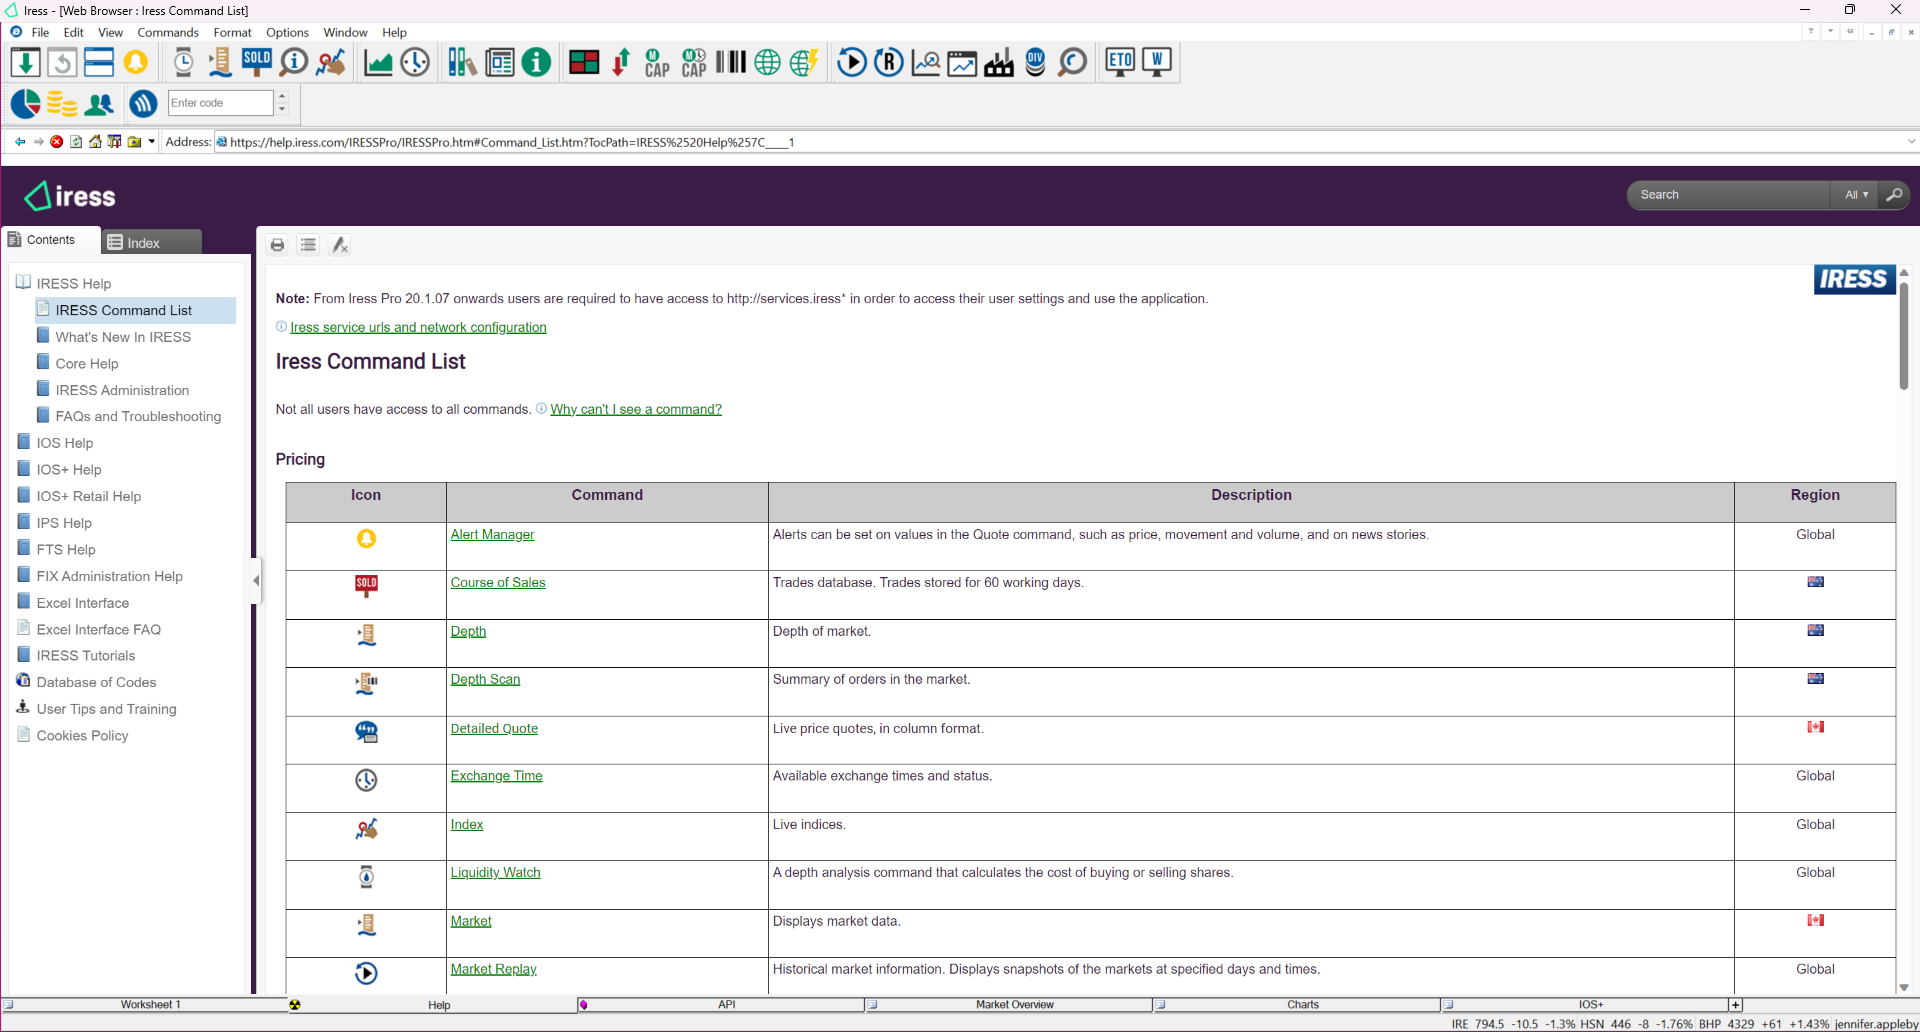 Iress - [Web Browser : Iress Command List]
File Edit View Commands Format Options Window Help
SOLD M CAP M CAP R DIV ETO W
Enter code
Address: https://help.iress.com/IRESSPro/IRESSPro.htm#Command_List.htm?TocPath=IRESS%2520Help%257C____1
iress
Search All
Contents Index
IRESS Help
IRESS Command List
What's New In IRESS
Core Help
IRESS Administration
FAQs and Troubleshooting
IOS Help
IOS+ Help
IOS+ Retail Help
IPS Help
FTS Help
FIX Administration Help
Excel Interface
Excel Interface FAQ
IRESS Tutorials
Database of Codes
User Tips and Training
Cookies Policy
IRESS
Note: From Iress Pro 20.1.07 onwards users are required to have access to http://services.iress* in order to access their user settings and use the application.
Iress service urls and network configuration
Iress Command List
Not all users have access to all commands. Why can't I see a command?
Pricing
Icon Command Description Region
Alert Manager Alerts can be set on values in the Quote command, such as price, movement and volume, and on news stories. Global
SOLD Course of Sales Trades database. Trades stored for 60 working days.
Depth Depth of market.
Depth Scan Summary of orders in the market.
Detailed Quote Live price quotes, in column format.
Exchange Time Available exchange times and status. Global
Index Live indices. Global
Liquidity Watch A depth analysis command that calculates the cost of buying or selling shares. Global
Market Displays market data.
Market Replay Historical market information. Displays snapshots of the markets at specified days and times. Global
Worksheet 1 Help API Market Overview Charts IOS+ +
IRE 794.5 -10.5 -1.3% HSN 446 -8 -1.76% BHP 4329 +61 +1.43% jennifer.appleby